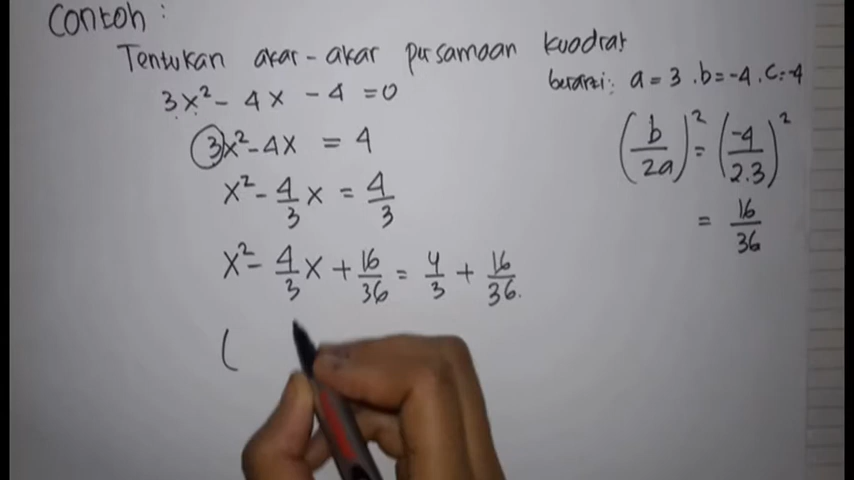 Contoh :
Tentukan akar-akar persamaan kuadrat
3x² - 4x - 4 = 0
berarti: a = 3 . b = -4 . c = -4
3x² - 4x = 4
(b/2a)² = (-4/2.3)²
x² - 4/3 x = 4/3
= 16/36
x² - 4/3 x + 16/36 = 4/3 + 16/36.
(